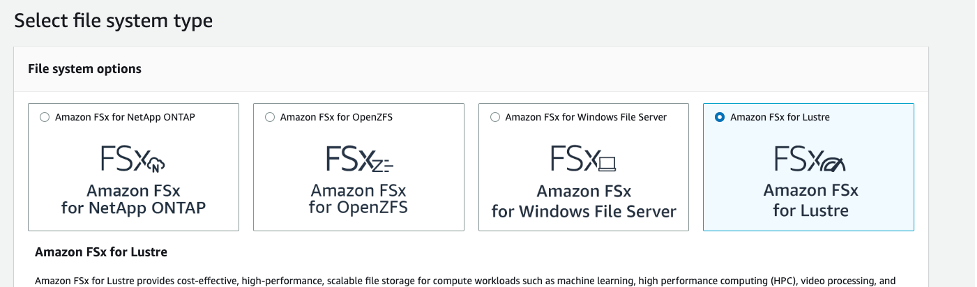 Select file system type
File system options
Amazon FSx for NetApp ONTAP
Amazon FSx for OpenZFS
Amazon FSx for Windows File Server
Amazon FSx for Lustre
FSx N
Amazon FSx
for NetApp ONTAP
FSx Z
Amazon FSx
for OpenZFS
FSx
Amazon FSx
for Windows File Server
FSx
Amazon FSx
for Lustre
Amazon FSx for Lustre
Amazon FSx for Lustre provides cost-effective, high-performance, scalable file storage for compute workloads such as machine learning, high performance computing (HPC), video processing, and